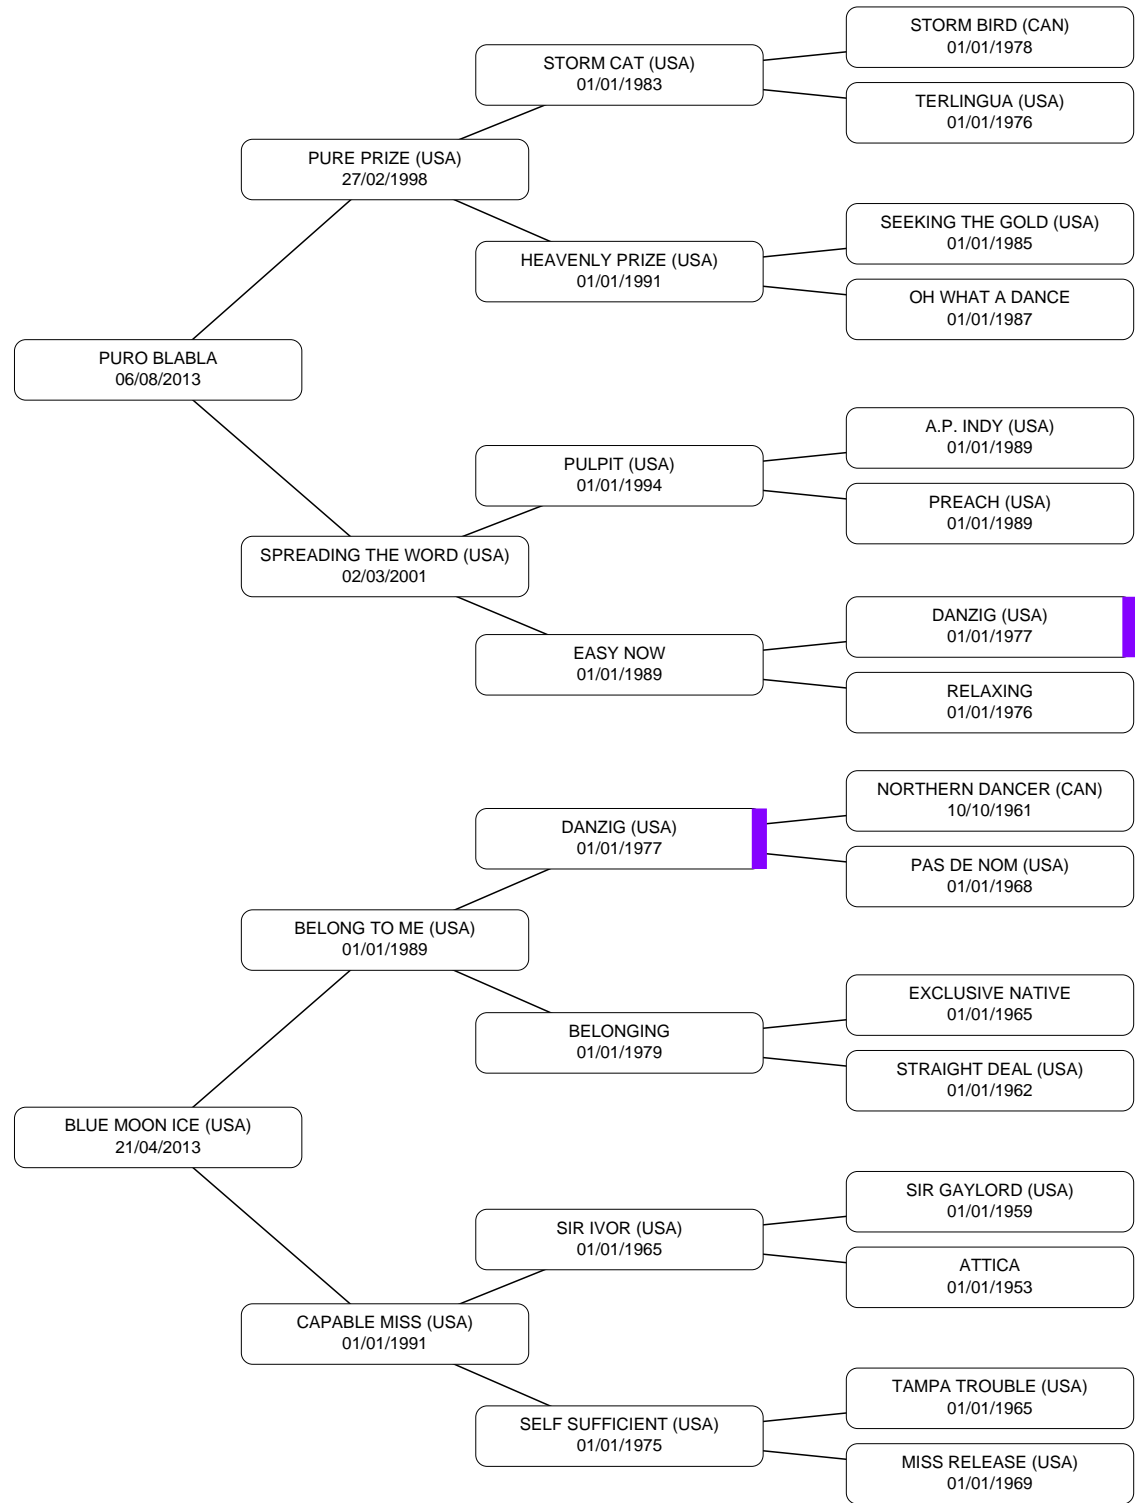 STORM BIRD (CAN)
01/01/1978
STORM CAT (USA)
01/01/1983
TERLINGUA (USA)
01/01/1976
PURE PRIZE (USA)
27/02/1998
SEEKING THE GOLD (USA)
01/01/1985
HEAVENLY PRIZE (USA)
01/01/1991
OH WHAT A DANCE
01/01/1987
PURO BLABLA
06/08/2013
A.P. INDY (USA)
01/01/1989
PULPIT (USA)
01/01/1994
PREACH (USA)
01/01/1989
SPREADING THE WORD (USA)
02/03/2001
DANZIG (USA)
01/01/1977
EASY NOW
01/01/1989
RELAXING
01/01/1976
NORTHERN DANCER (CAN)
10/10/1961
DANZIG (USA)
01/01/1977
PAS DE NOM (USA)
01/01/1968
BELONG TO ME (USA)
01/01/1989
EXCLUSIVE NATIVE
01/01/1965
BELONGING
01/01/1979
STRAIGHT DEAL (USA)
01/01/1962
BLUE MOON ICE (USA)
21/04/2013
SIR GAYLORD (USA)
01/01/1959
SIR IVOR (USA)
01/01/1965
ATTICA
01/01/1953
CAPABLE MISS (USA)
01/01/1991
TAMPA TROUBLE (USA)
01/01/1965
SELF SUFFICIENT (USA)
01/01/1975
MISS RELEASE (USA)
01/01/1969